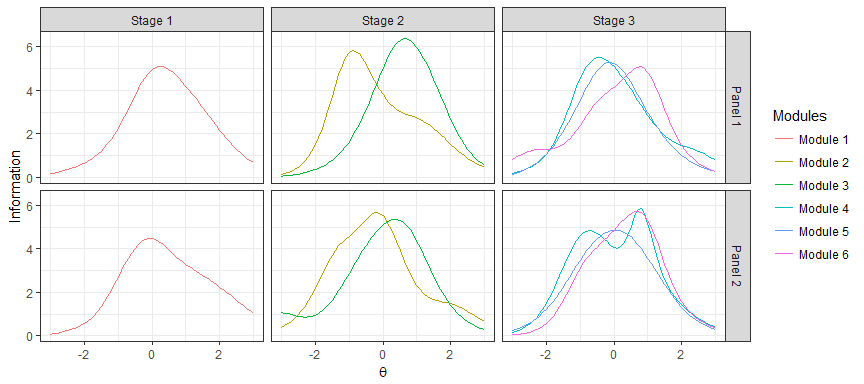 Stage 1
Stage 2
Stage 3
Information
6
4
2
0
Panel 1
6
4
2
0
Panel 2
-2
0
2
-2
0
2
-2
0
2
θ
Modules
Module 1
Module 2
Module 3
Module 4
Module 5
Module 6